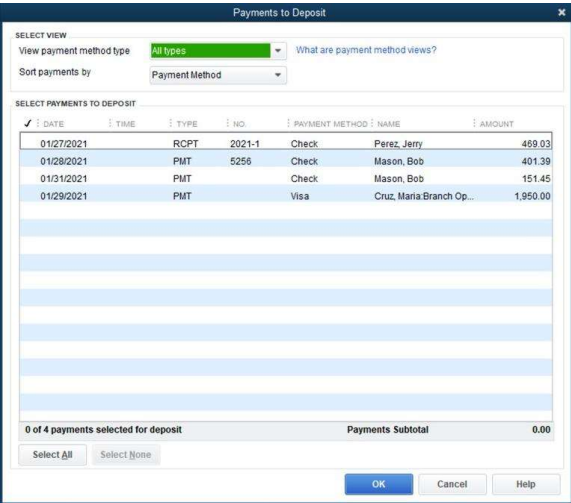 Payments to Deposit
SELECT VIEW
View payment method type All types What are payment method views?
Sort payments by Payment Method
SELECT PAYMENTS TO DEPOSIT
✓ DATE TIME TYPE NO. PAYMENT METHOD NAME AMOUNT
01/27/2021 RCPT 2021-1 Check Perez, Jerry 469.03
01/28/2021 PMT 5256 Check Mason, Bob 401.39
01/31/2021 PMT Check Mason, Bob 151.45
01/29/2021 PMT Visa Cruz, Maria:Branch Op... 1,950.00
0 of 4 payments selected for deposit Payments Subtotal 0.00
Select All Select None
OK Cancel Help